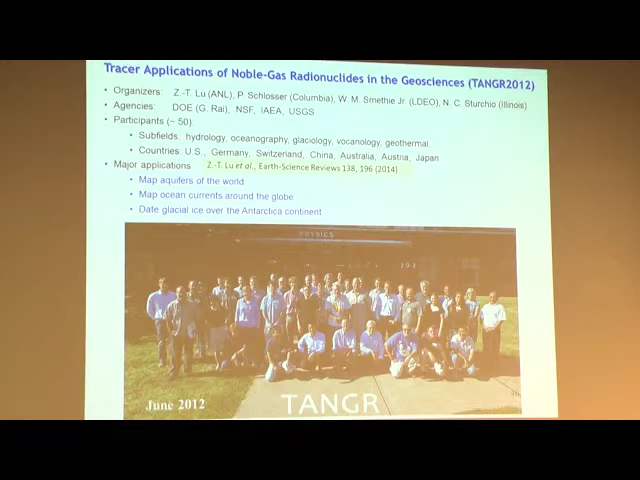 Tracer Applications of Noble-Gas Radionuclides in the Geosciences (TANGR2012)
• Organizers: Z.-T. Lu (ANL), P. Schlosser (Columbia), W. M. Smethie Jr. (LDEO), N. C. Sturchio (Illinois)
• Agencies: DOE (G. Rai), NSF, IAEA, USGS
• Participants (~ 50):
• Subfields: hydrology, oceanography, glaciology, vocanology, geothermal.
• Countries: U.S., Germany, Switzerland, China, Australia, Austria, Japan
• Major applications Z.-T. Lu et al., Earth-Science Reviews 138, 196 (2014)
• Map aquifers of the world
• Map ocean currents around the globe
• Date glacial ice over the Antarctica continent
PHYSICS
203
June 2012
TANGR